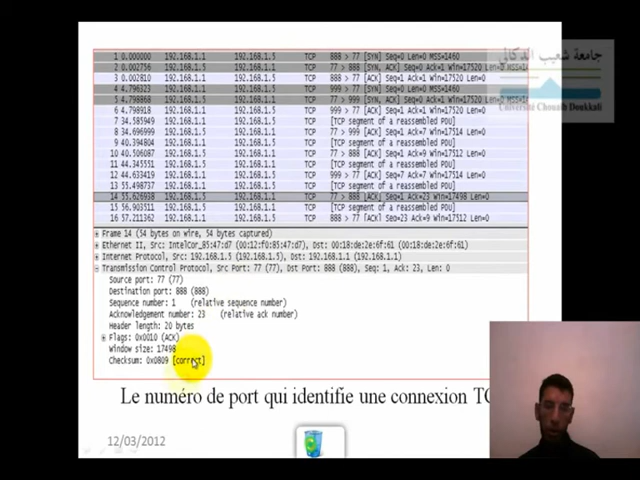 جامعة شعيب الدكالي
Université Chouaib Doukkali
1 0.000000 192.168.1.1 192.168.1.5 TCP 888 > 77 [SYN] Seq=0 Len=0 MSS=1460
2 0.002756 192.168.1.5 192.168.1.1 TCP 77 > 888 [SYN, ACK] Seq=0 Ack=1 Win=17520 Len=0 MSS=1
3 0.002810 192.168.1.1 192.168.1.5 TCP 888 > 77 [ACK] Seq=1 Ack=1 Win=17520 Len=0
4 4.796323 192.168.1.1 192.168.1.5 TCP 999 > 77 [SYN] Seq=0 Len=0 MSS=1460
5 4.798868 192.168.1.5 192.168.1.1 TCP 77 > 999 [SYN, ACK] Seq=0 Ack=1 Win=17520 Len=0 MSS=1
6 4.798918 192.168.1.1 192.168.1.5 TCP 999 > 77 [ACK] Seq=1 Ack=1 Win=17520 Len=0
7 34.585949 192.168.1.1 192.168.1.5 TCP [TCP segment of a reassembled PDU]
8 34.696999 192.168.1.5 192.168.1.1 TCP 77 > 999 [ACK] Seq=1 Ack=7 Win=17514 Len=0
9 40.394804 192.168.1.1 192.168.1.5 TCP [TCP segment of a reassembled PDU]
10 40.506087 192.168.1.5 192.168.1.1 TCP 77 > 888 [ACK] Seq=1 Ack=9 Win=17512 Len=0
11 44.345551 192.168.1.5 192.168.1.1 TCP [TCP segment of a reassembled PDU]
12 44.633419 192.168.1.1 192.168.1.5 TCP 999 > 77 [ACK] Seq=7 Ack=7 Win=17514 Len=0
13 55.498737 192.168.1.1 192.168.1.5 TCP [TCP segment of a reassembled PDU]
14 55.626938 192.168.1.5 192.168.1.1 TCP 77 > 888 [ACK] Seq=1 Ack=23 Win=17498 Len=0
15 56.903511 192.168.1.5 192.168.1.1 TCP [TCP segment of a reassembled PDU]
16 57.211362 192.168.1.1 192.168.1.5 TCP 888 > 77 [ACK] Seq=23 Ack=9 Win=17512 Len=0
Frame 14 (54 bytes on wire, 54 bytes captured)
Ethernet II, Src: IntelCor_85:47:d7 (00:12:f0:85:47:d7), Dst: 00:18:de:2e:6f:61 (00:18:de:2e:6f:61)
Internet Protocol, Src: 192.168.1.5 (192.168.1.5), Dst: 192.168.1.1 (192.168.1.1)
Transmission Control Protocol, Src Port: 77 (77), Dst Port: 888 (888), Seq: 1, Ack: 23, Len: 0
Source port: 77 (77)
Destination port: 888 (888)
Sequence number: 1 (relative sequence number)
Acknowledgement number: 23 (relative ack number)
Header length: 20 bytes
Flags: 0x0010 (ACK)
Window size: 17498
Checksum: 0x0809 [correct]
Le numéro de port qui identifie une connexion TC
12/03/2012